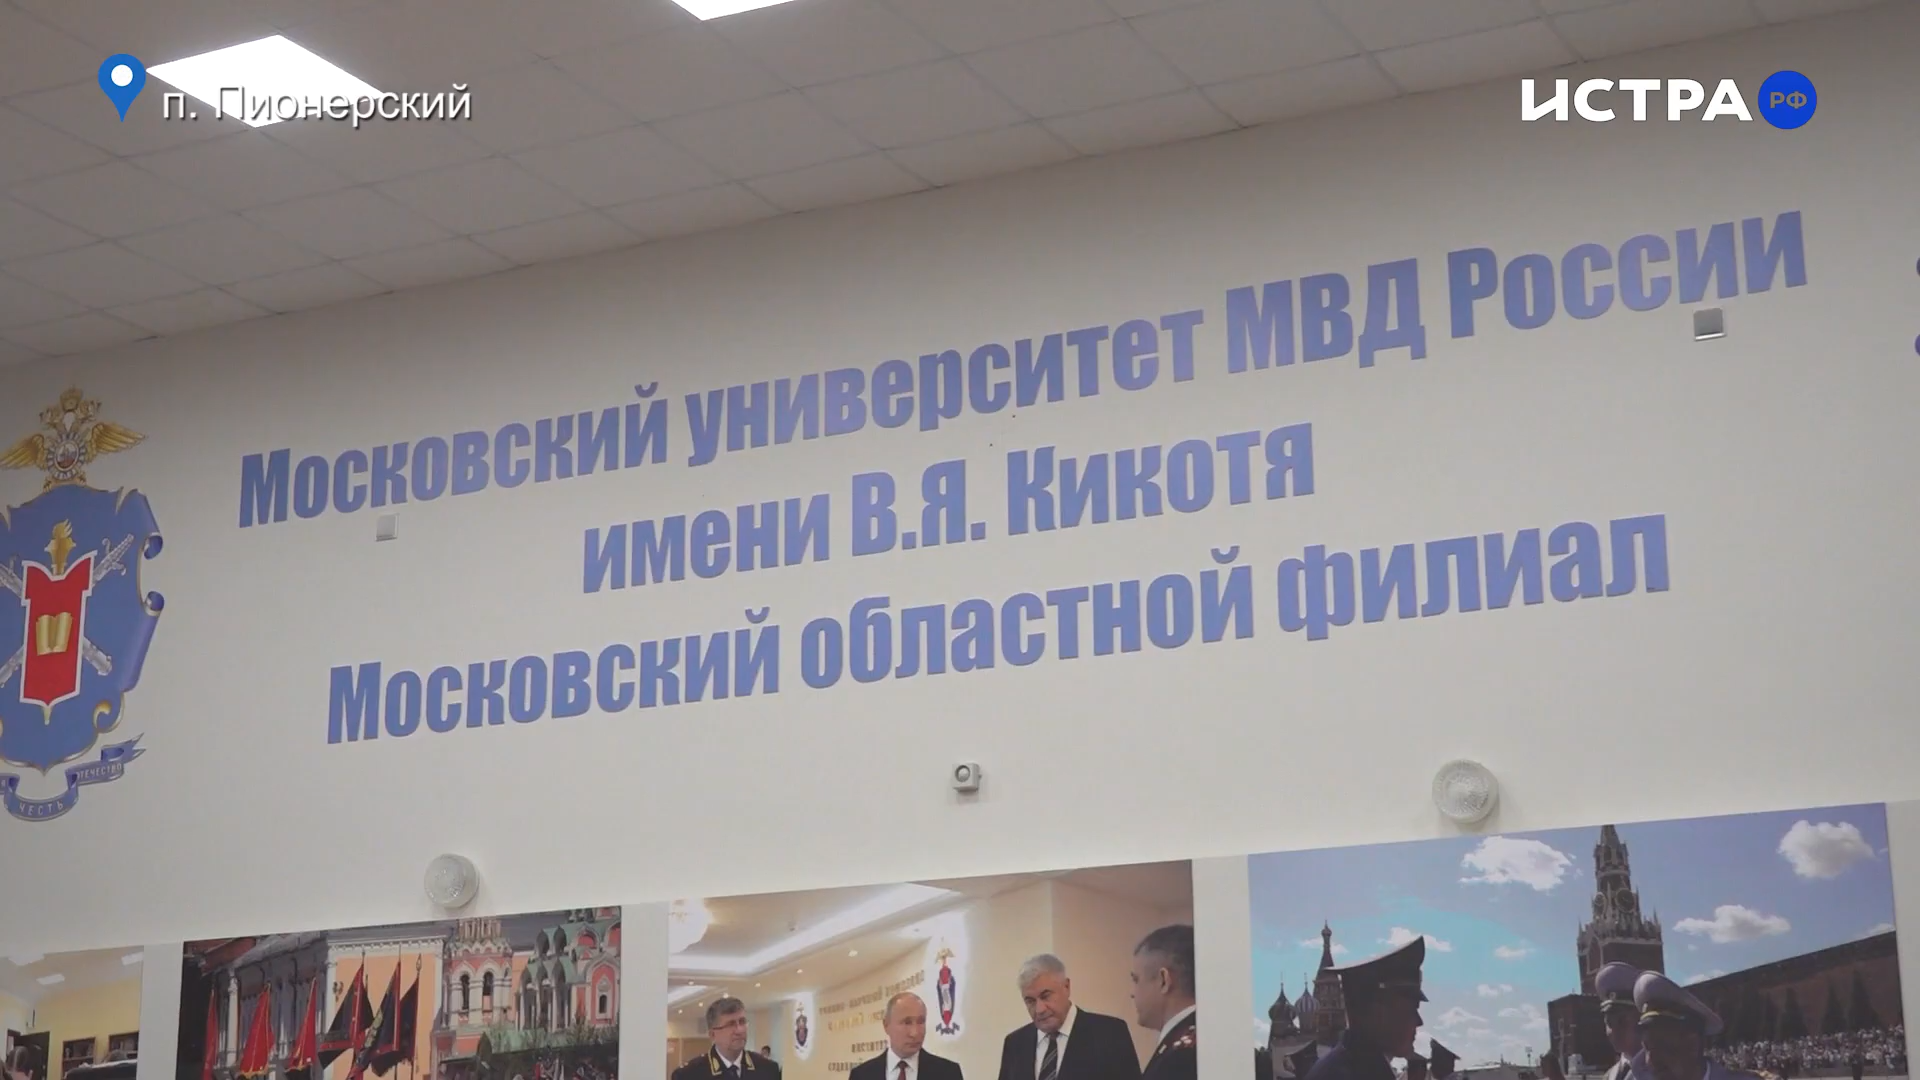 п. Пионерский
ИСТРА РФ
Московский университет МВД России
имени В.Я. Кикотя
Московский областной филиал
ОТЕЧЕСТВО
ЧЕСТЬ